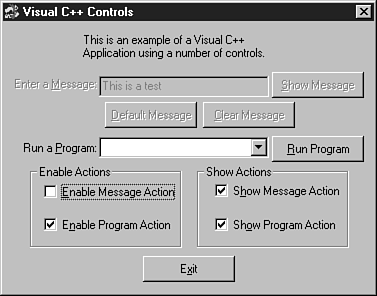 Visual C++ Controls
This is an example of a Visual C++
Application using a number of controls.
Enter a Message: This is a test Show Message
Default Message Clear Message
Run a Program: Run Program
Enable Actions Show Actions
Enable Message Action Show Message Action
Enable Program Action Show Program Action
Exit